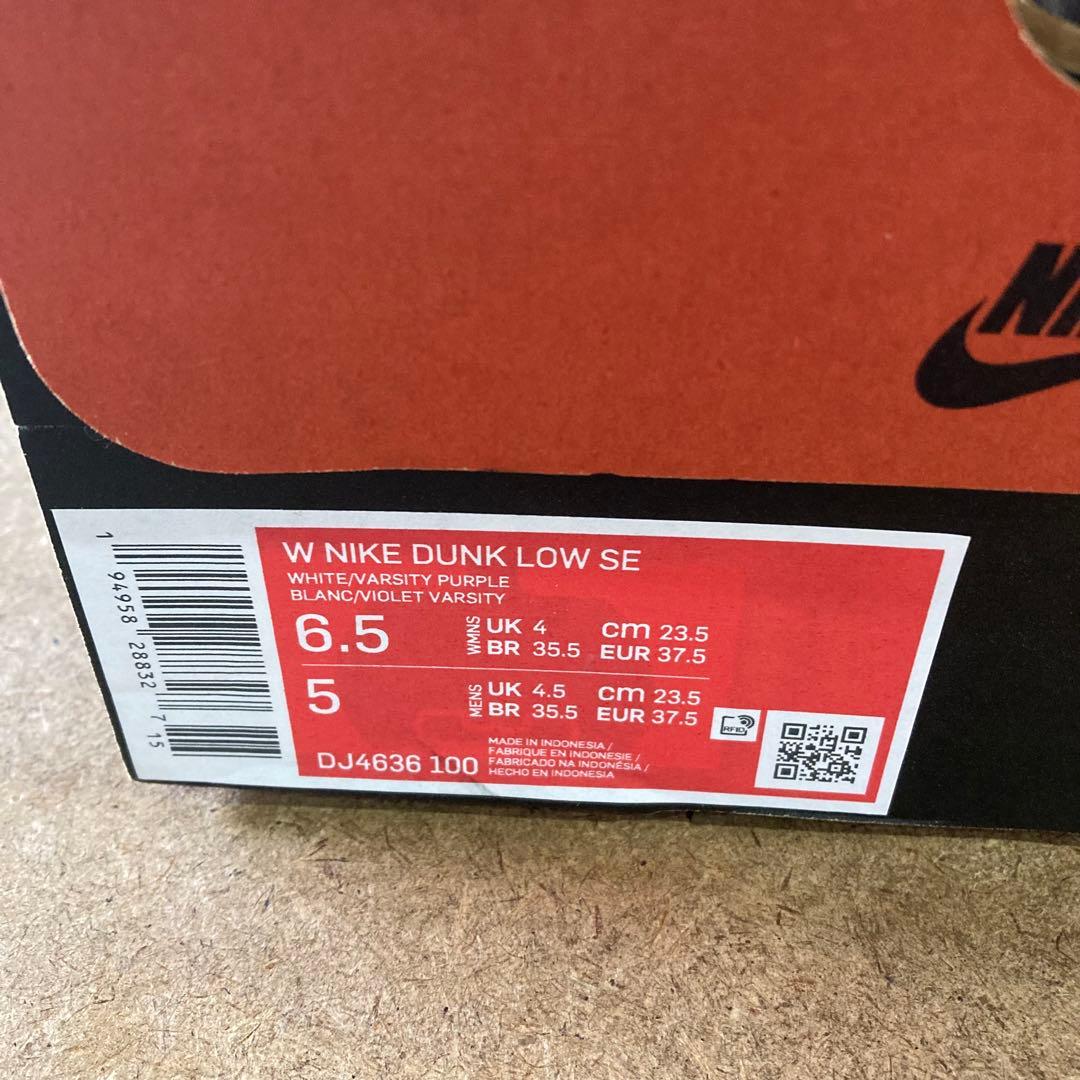 W NIKE DUNK LOW SE
WHITE/VARSITY PURPLE
BLANC/VIOLET VARSITY
6.5 WMNS UK 4 cm 23.5
BR 35.5 EUR 37.5
5 MENS UK 4.5 cm 23.5
BR 35.5 EUR 37.5
RFID
DJ4636 100
MADE IN INDONESIA /
FABRIQUE EN INDONESIE /
FABRICADO NA INDONÉSIA /
HECHO EN INDONESIA
1 94958 28832 7 15